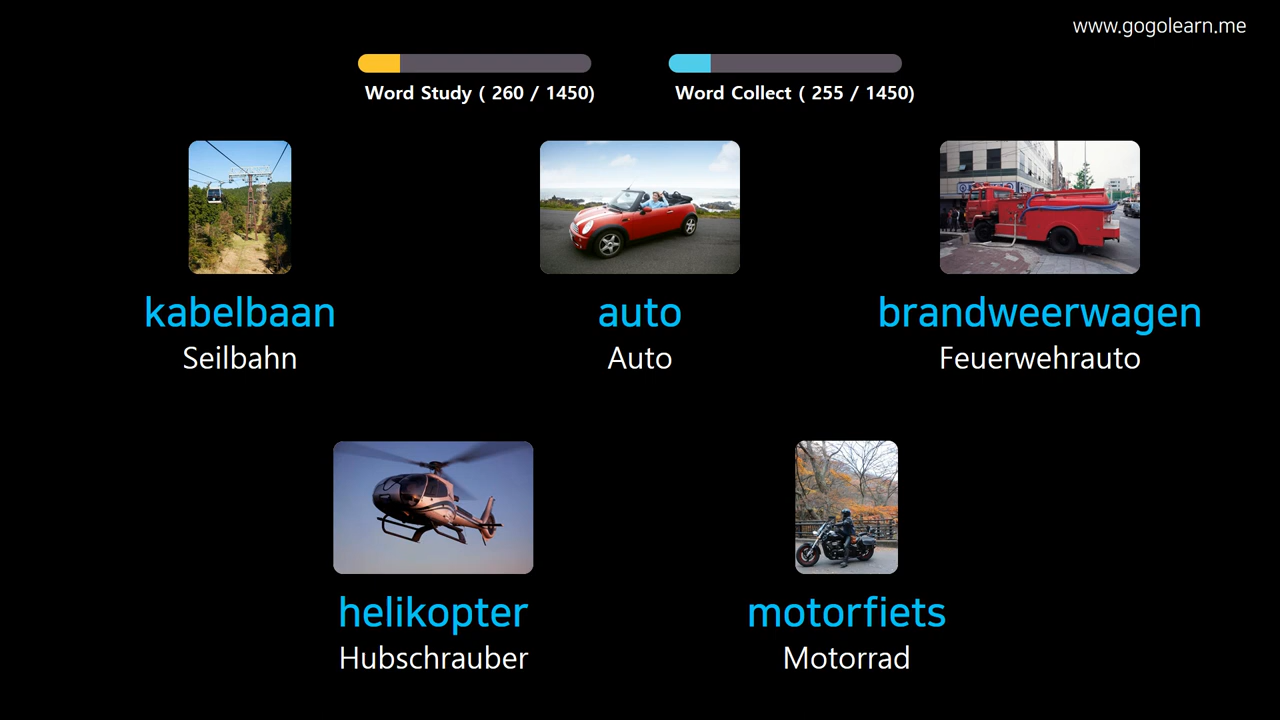 www.gogolearn.me
Word Study ( 260 / 1450)
Word Collect ( 255 / 1450)
kabelbaan
Seilbahn
auto
Auto
brandweerwagen
Feuerwehrauto
helikopter
Hubschrauber
motorfiets
Motorrad